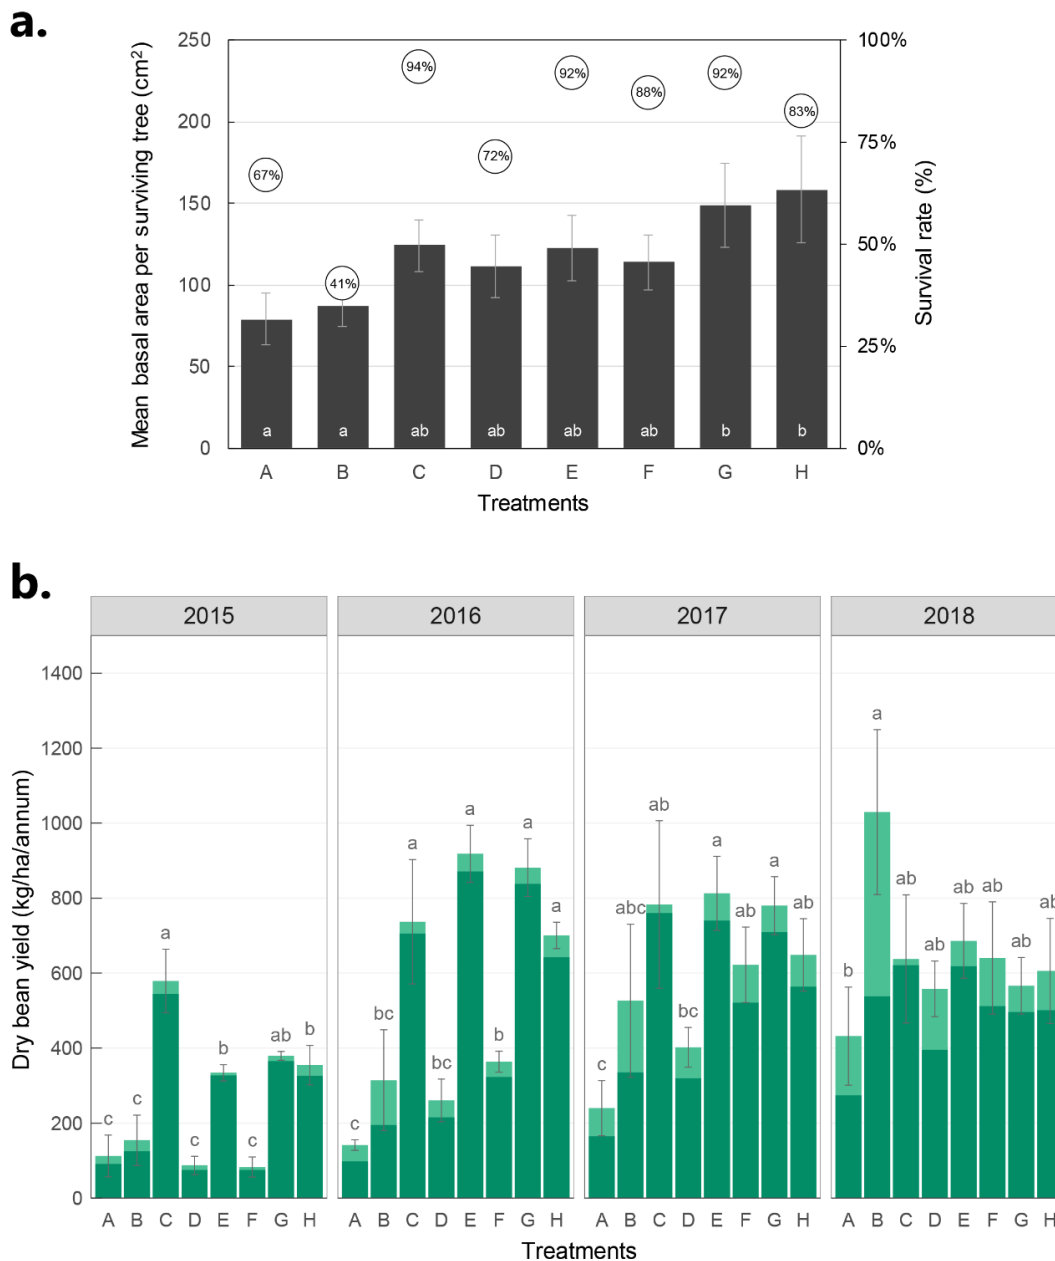 a.
Mean basal area per surviving tree (cm²)
250
200
150
100
50
0
100%
75%
50%
25%
0%
Survival rate (%)
67%
41%
94%
72%
92%
88%
92%
83%
a a ab ab ab ab b b
A B C D E F G H
Treatments
b.
2015 2016 2017 2018
Dry bean yield (kg/ha/annum)
1400
1200
1000
800
600
400
200
0
c c a c b c ab b
c bc a bc a b a a
c abc ab bc a ab a ab
b a ab ab ab ab ab ab
A B C D E F G H A B C D E F G H A B C D E F G H A B C D E F G H
Treatments